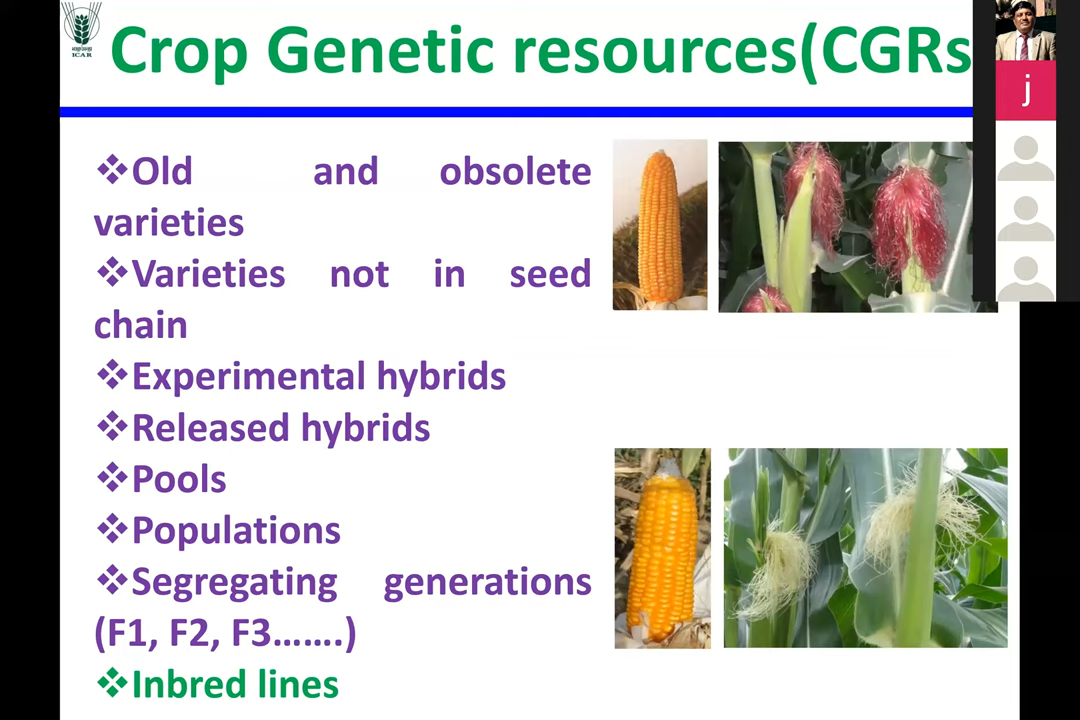 Crop Genetic resources(CGRs
ICAR
j
❖Old and obsolete
varieties
❖Varieties not in seed
chain
❖Experimental hybrids
❖Released hybrids
❖Pools
❖Populations
❖Segregating generations
(F1, F2, F3…….)
❖Inbred lines